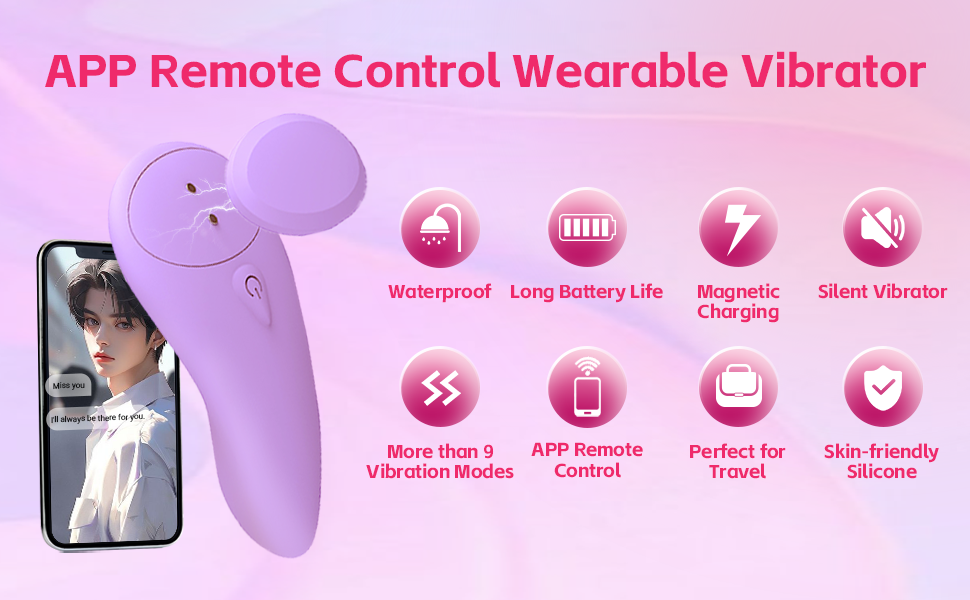 APP Remote Control Wearable Vibrator
Waterproof
Long Battery Life
Magnetic
Charging
Silent Vibrator
Miss you
I'll always be there for you.
More than 9
Vibration Modes
APP Remote
Control
Perfect for
Travel
Skin-friendly
Silicone